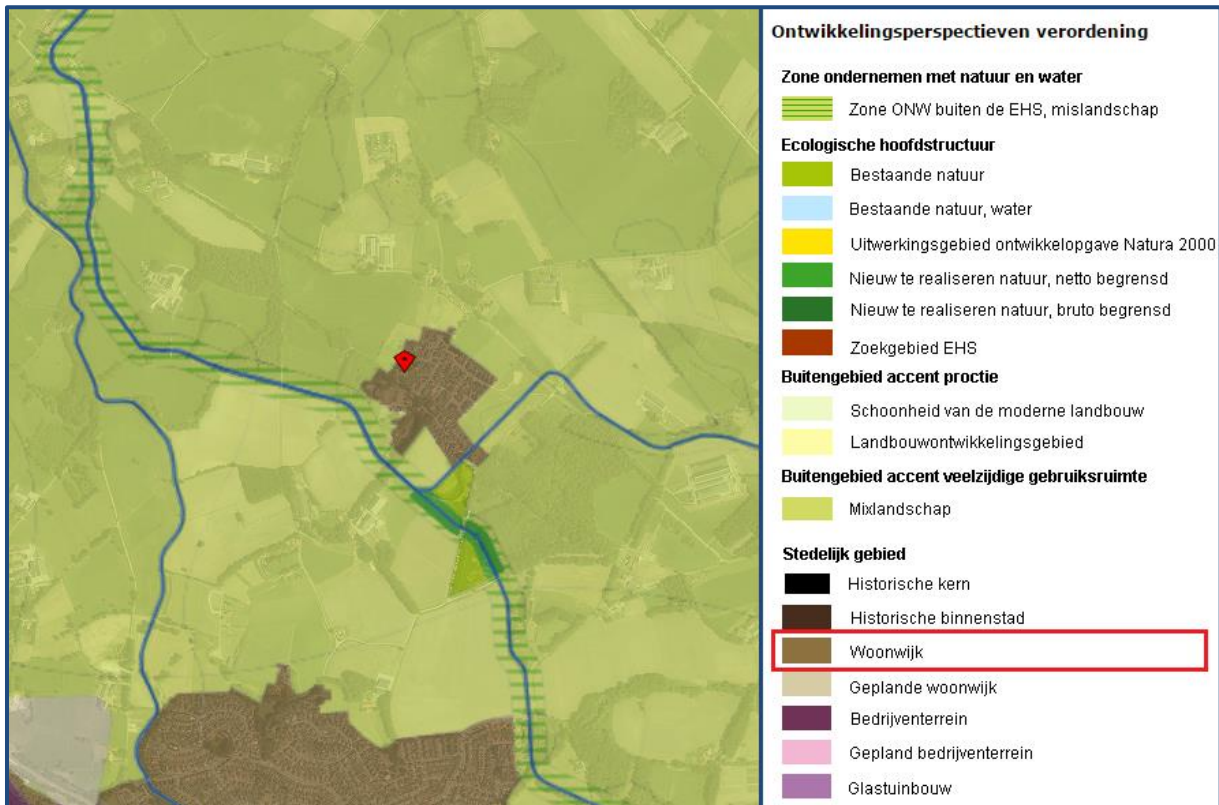 Ontwikkelingsperspectieven verordening
Zone ondernemen met natuur en water
Zone ONW buiten de EHS, mislandschap
Ecologische hoofdstructuur
Bestaande natuur
Bestaande natuur, water
Uitwerkingsgebied ontwikkelopgave Natura 2000
Nieuw te realiseren natuur, netto begrensd
Nieuw te realiseren natuur, bruto begrensd
Zoekgebied EHS
Buitengebied accent proctie
Schoonheid van de moderne landbouw
Landbouwontwikkelingsgebied
Buitengebied accent veelzijdige gebruiksruimte
Mixlandschap
Stedelijk gebied
Historische kern
Historische binnenstad
Woonwijk
Geplande woonwijk
Bedrijventerrein
Gepland bedrijventerrein
Glastuinbouw